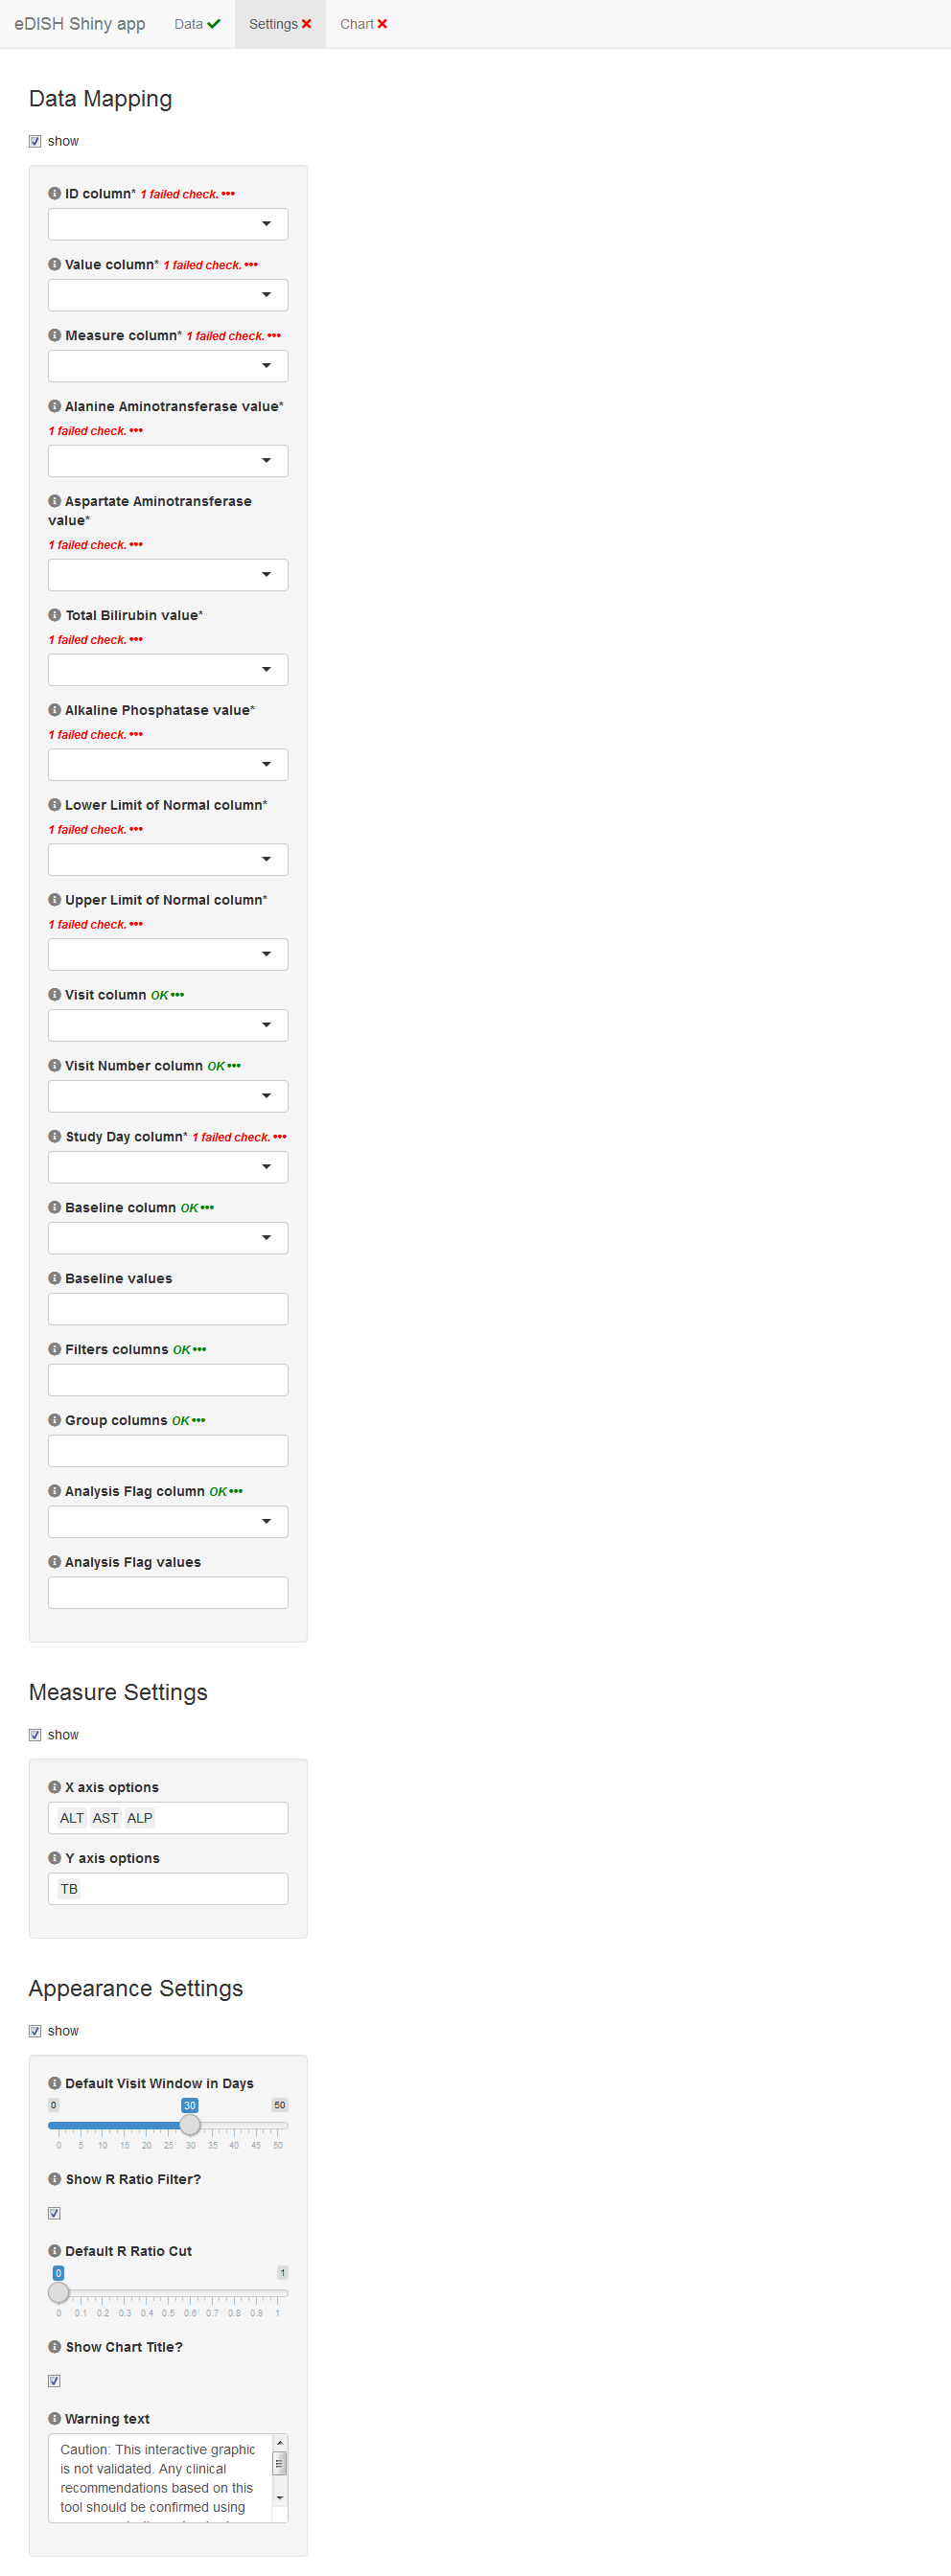 eDISH Shiny app Data Settings Chart
Data Mapping
show
ID column* 1 failed check. •••
Value column* 1 failed check. •••
Measure column* 1 failed check. •••
Alanine Aminotransferase value*
1 failed check. •••
Aspartate Aminotransferase
value*
1 failed check. •••
Total Bilirubin value*
1 failed check. •••
Alkaline Phosphatase value*
1 failed check. •••
Lower Limit of Normal column*
1 failed check. •••
Upper Limit of Normal column*
1 failed check. •••
Visit column OK •••
Visit Number column OK •••
Study Day column* 1 failed check. •••
Baseline column OK •••
Baseline values
Filters columns OK •••
Group columns OK •••
Analysis Flag column OK •••
Analysis Flag values
Measure Settings
show
X axis options
ALT AST ALP
Y axis options
TB
Appearance Settings
show
Default Visit Window in Days
0 30 50
0 5 10 15 20 25 30 35 40 45 50
Show R Ratio Filter?
Default R Ratio Cut
0 1
0 0.1 0.2 0.3 0.4 0.5 0.6 0.7 0.8 0.9 1
Show Chart Title?
Warning text
Caution: This interactive graphic
is not validated. Any clinical
recommendations based on this
tool should be confirmed using